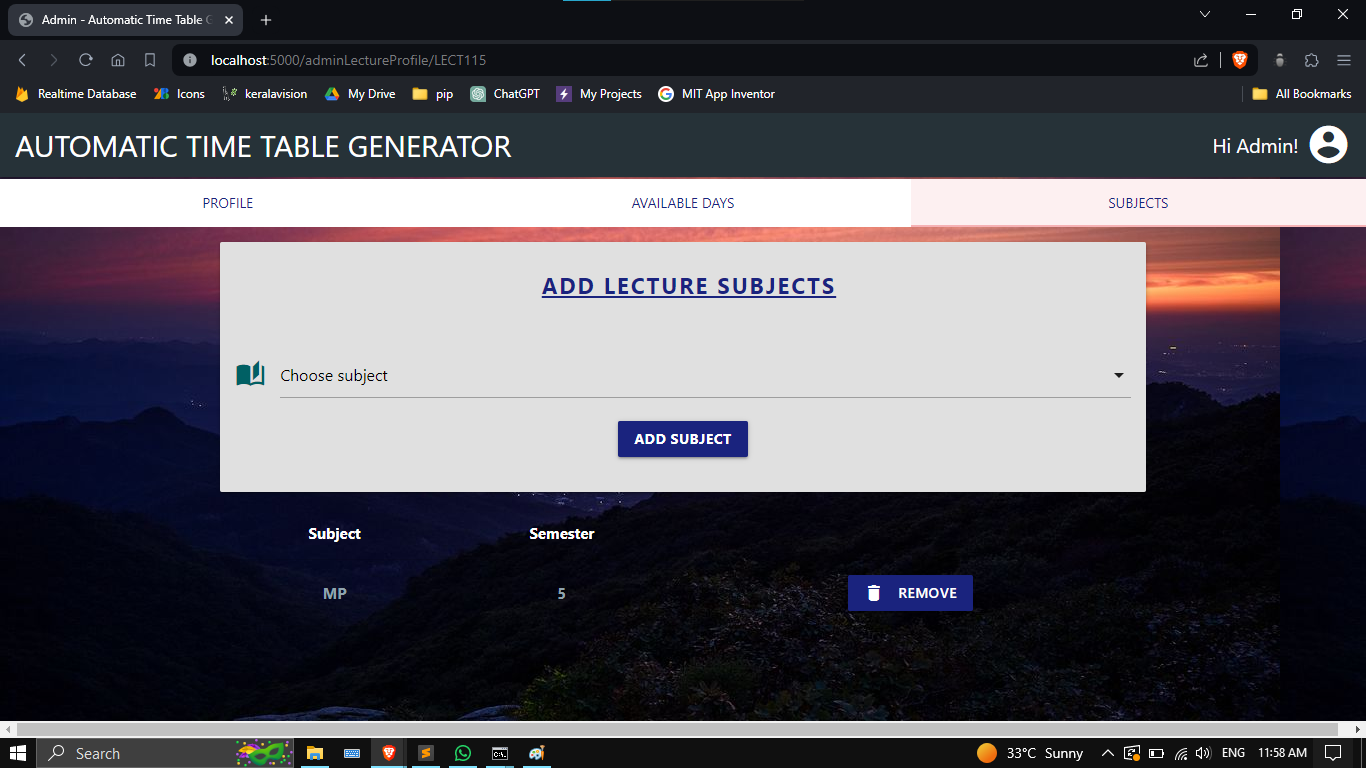 Admin - Automatic Time Table G
localhost:5000/adminLectureProfile/LECT115
Realtime Database Icons keralavision My Drive pip ChatGPT My Projects MIT App Inventor All Bookmarks
AUTOMATIC TIME TABLE GENERATOR Hi Admin!
PROFILE AVAILABLE DAYS SUBJECTS
ADD LECTURE SUBJECTS
Choose subject
ADD SUBJECT
Subject Semester
MP 5 REMOVE
Search 33°C Sunny ENG 11:58 AM